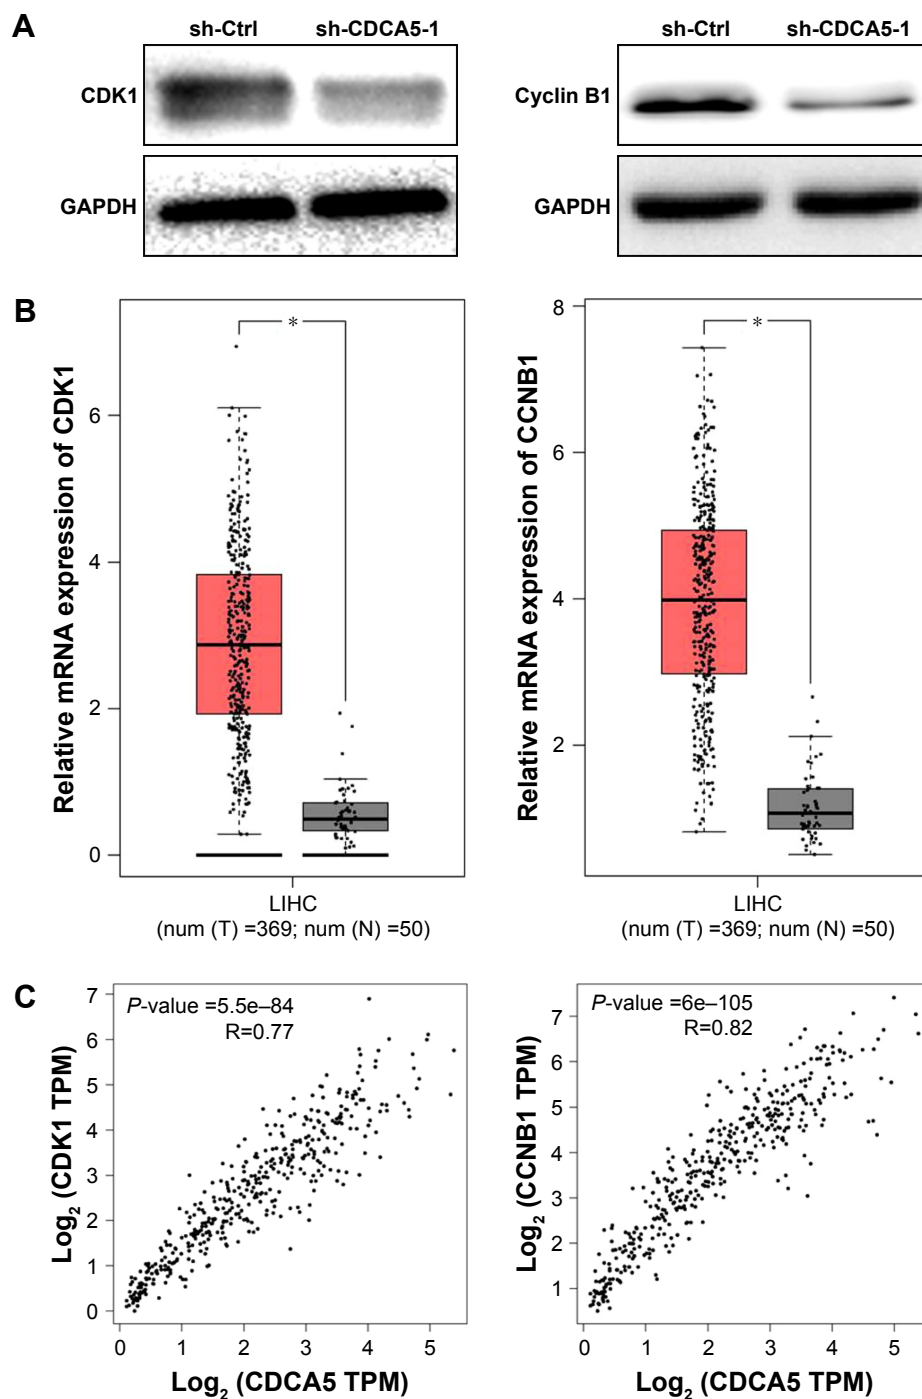 A
sh-Ctrl sh-CDCA5-1
CDK1
GAPDH
sh-Ctrl sh-CDCA5-1
Cyclin B1
GAPDH
B
Relative mRNA expression of CDK1
6
4
2
0
*
LIHC
(num (T) =369; num (N) =50)
Relative mRNA expression of CCNB1
8
6
4
2
*
LIHC
(num (T) =369; num (N) =50)
C
Log2 (CDK1 TPM)
7
6
5
4
3
2
1
0
P-value =5.5e–84
R=0.77
0 1 2 3 4 5
Log2 (CDCA5 TPM)
Log2 (CCNB1 TPM)
7
6
5
4
3
2
1
P-value =6e–105
R=0.82
0 1 2 3 4 5
Log2 (CDCA5 TPM)